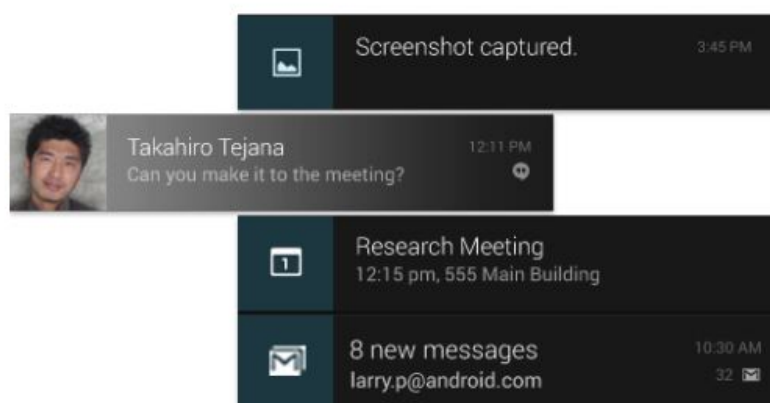 Screenshot captured.
3:45 PM
Takahiro Tejana
12:11 PM
Can you make it to the meeting?
1
Research Meeting
12:15 pm, 555 Main Building
8 new messages
10:30 AM
larry.p@android.com
32